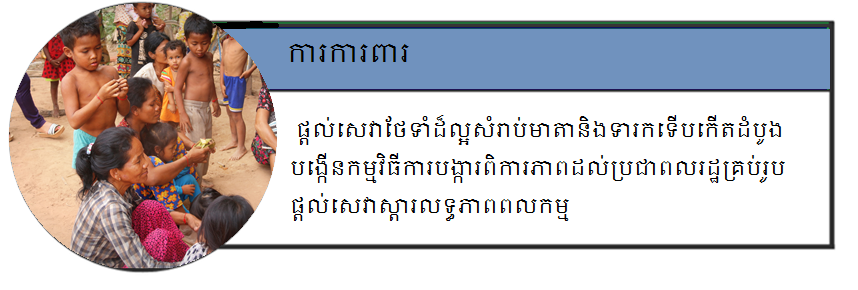 ការការពារ
ផ្តល់សេវាថែទាំដ៏ល្អសំរាប់មាតានិងទារកទើបកើតដំបូង
បង្កើនកម្មវិធីការបង្ការពិការភាពដល់ប្រជាពលរដ្ឋគ្រប់រូប
ផ្តល់សេវាស្តារលទ្ធភាពពលកម្ម